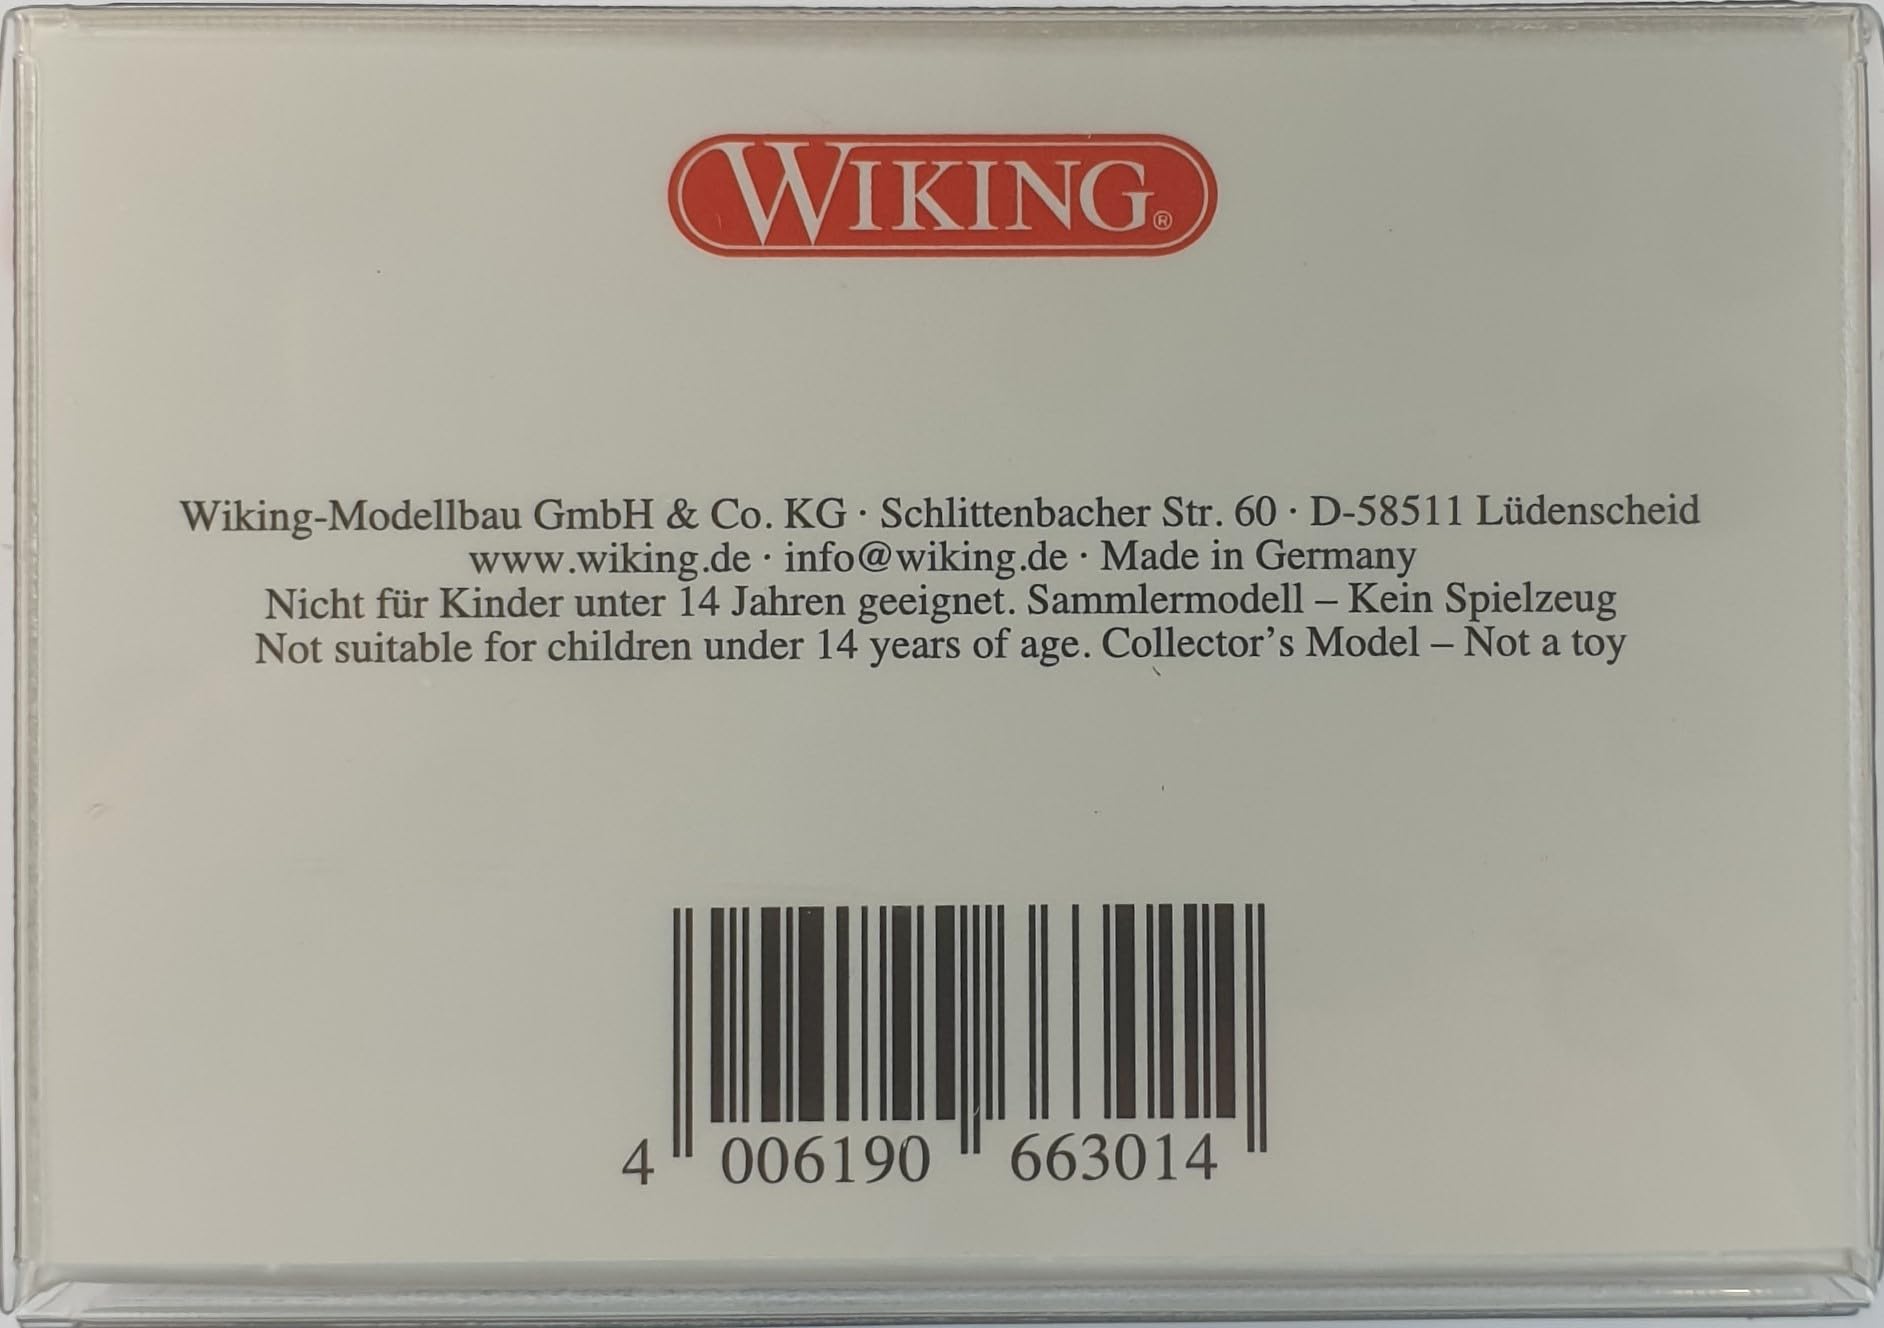 WIKING®
Wiking-Modellbau GmbH & Co. KG · Schlittenbacher Str. 60 · D-58511 Lüdenscheid
www.wiking.de · info@wiking.de · Made in Germany
Nicht für Kinder unter 14 Jahren geeignet. Sammlermodell – Kein Spielzeug
Not suitable for children under 14 years of age. Collector’s Model – Not a toy
4 006190 663014